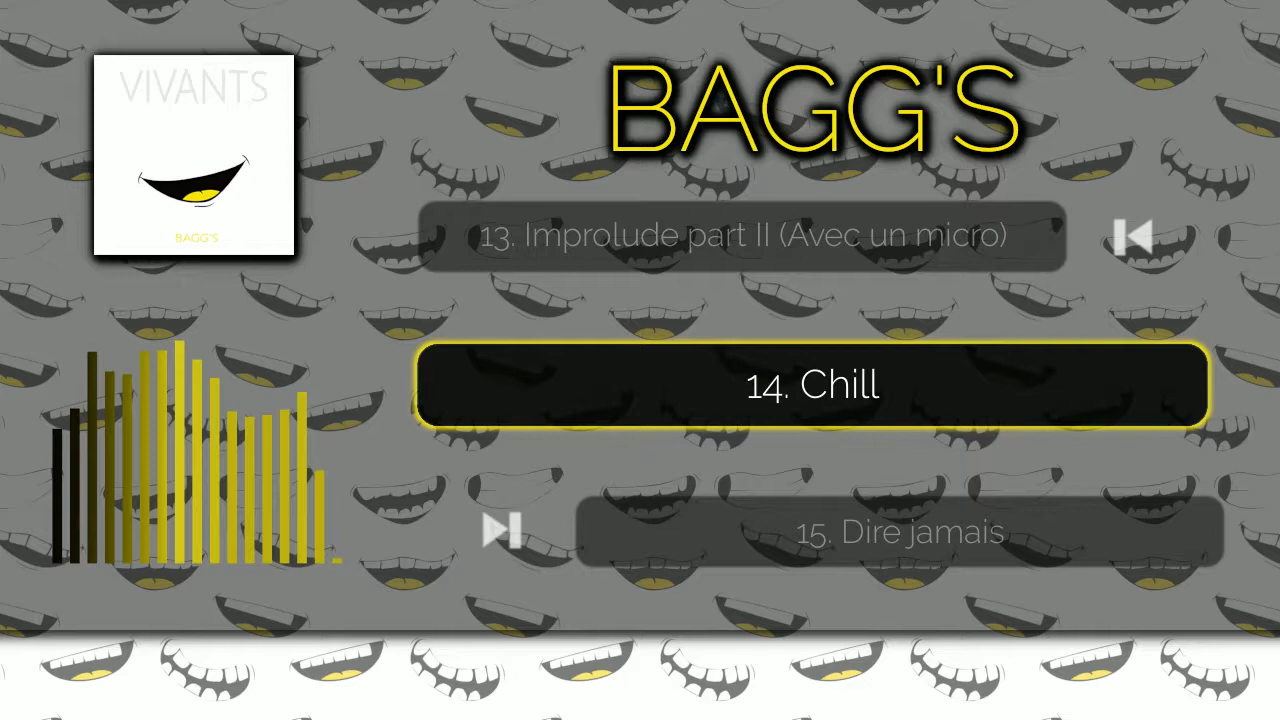 VIVANTS
BAGG'S
BAGG'S
13. Improlude part II (Avec un micro)
14. Chill
15. Dire jamais